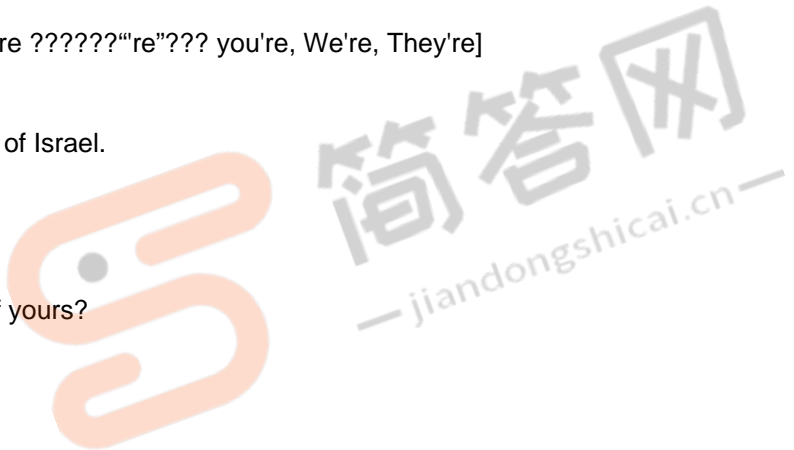 re ??????“'re”??? you're, We're, They're]
of Israel.
简答网
— jiandongshicai.cn —
yours?